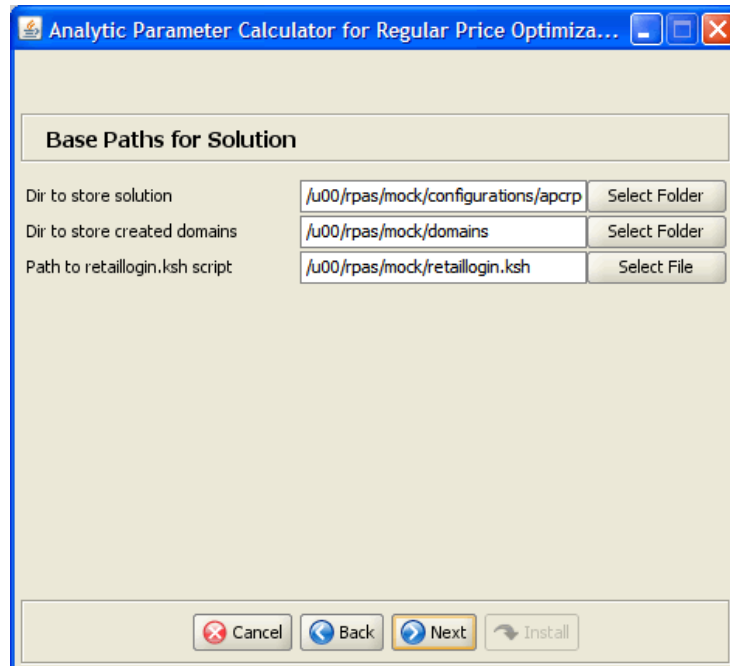 Analytic Parameter Calculator for Regular Price Optimiza...
Base Paths for Solution
Dir to store solution /u00/rpas/mock/configurations/apcrp Select Folder
Dir to store created domains /u00/rpas/mock/domains Select Folder
Path to retaillogin.ksh script /u00/rpas/mock/retaillogin.ksh Select File
Cancel Back Next Install